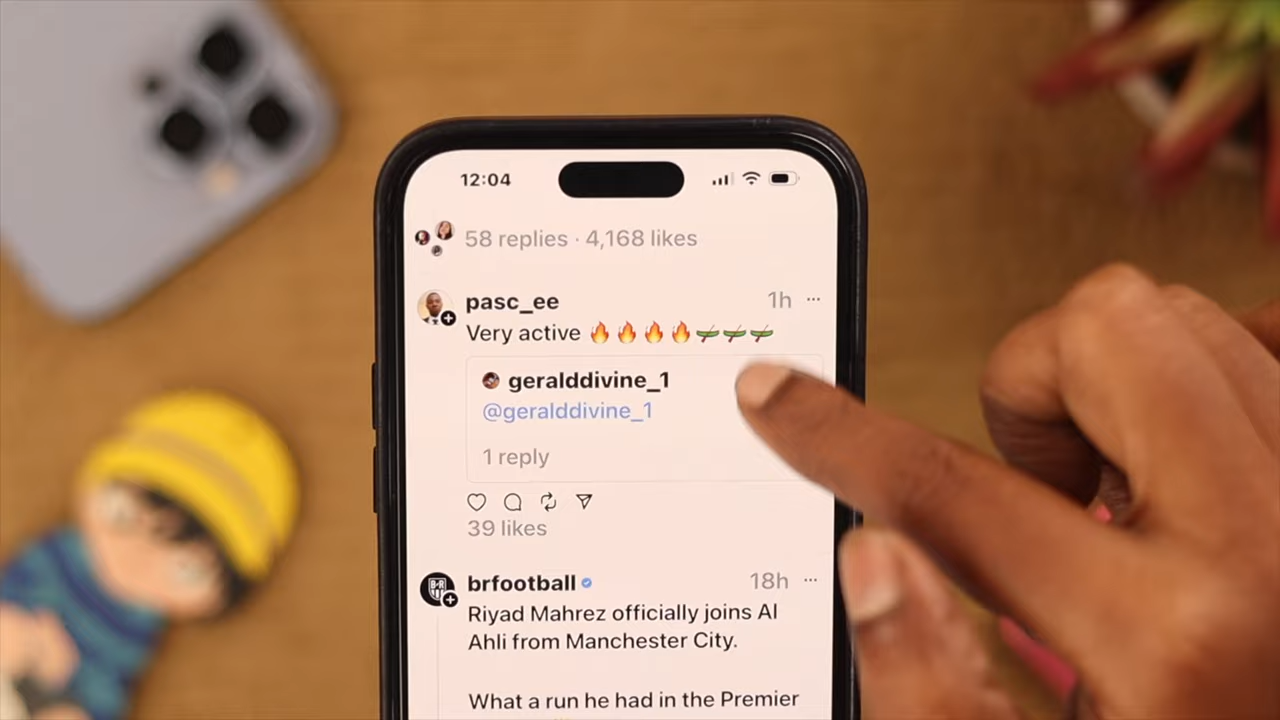 12:04
58 replies · 4,168 likes
pasc_ee 1h ...
Very active 🔥🔥🔥🔥🫛🫛🫛
geralddivine_1
@geralddivine_1
1 reply
39 likes
B·R
brfootball 18h ...
Riyad Mahrez officially joins Al
Ahli from Manchester City.
What a run he had in the Premier